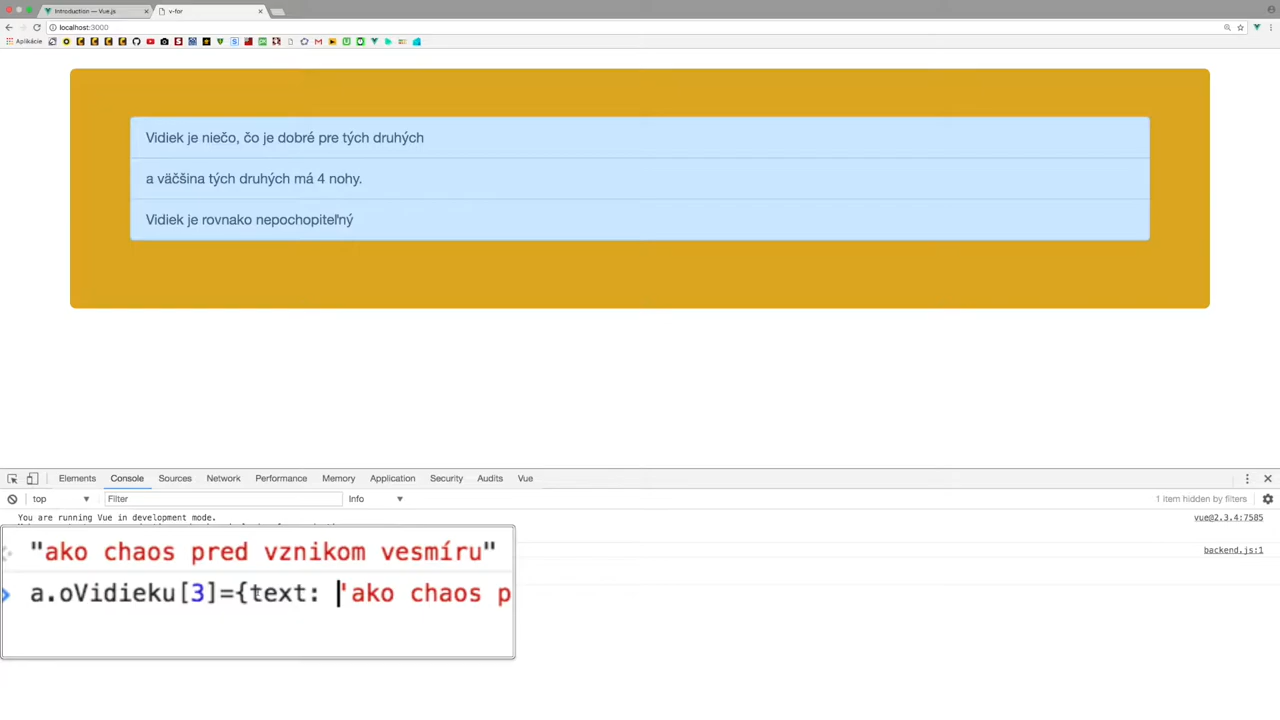 Introduction — Vue.js
v-for
localhost:3000
Aplikácie
Vidiek je niečo, čo je dobré pre tých druhých
a väčšina tých druhých má 4 nohy.
Vidiek je rovnako nepochopiteľný
Elements Console Sources Network Performance Memory Application Security Audits Vue
top Filter Info 1 item hidden by filters
You are running Vue in development mode. vue@2.3.4:7585
backend.js:1
"ako chaos pred vznikom vesmíru"
a.oVidieku[3]={text: 'ako chaos p